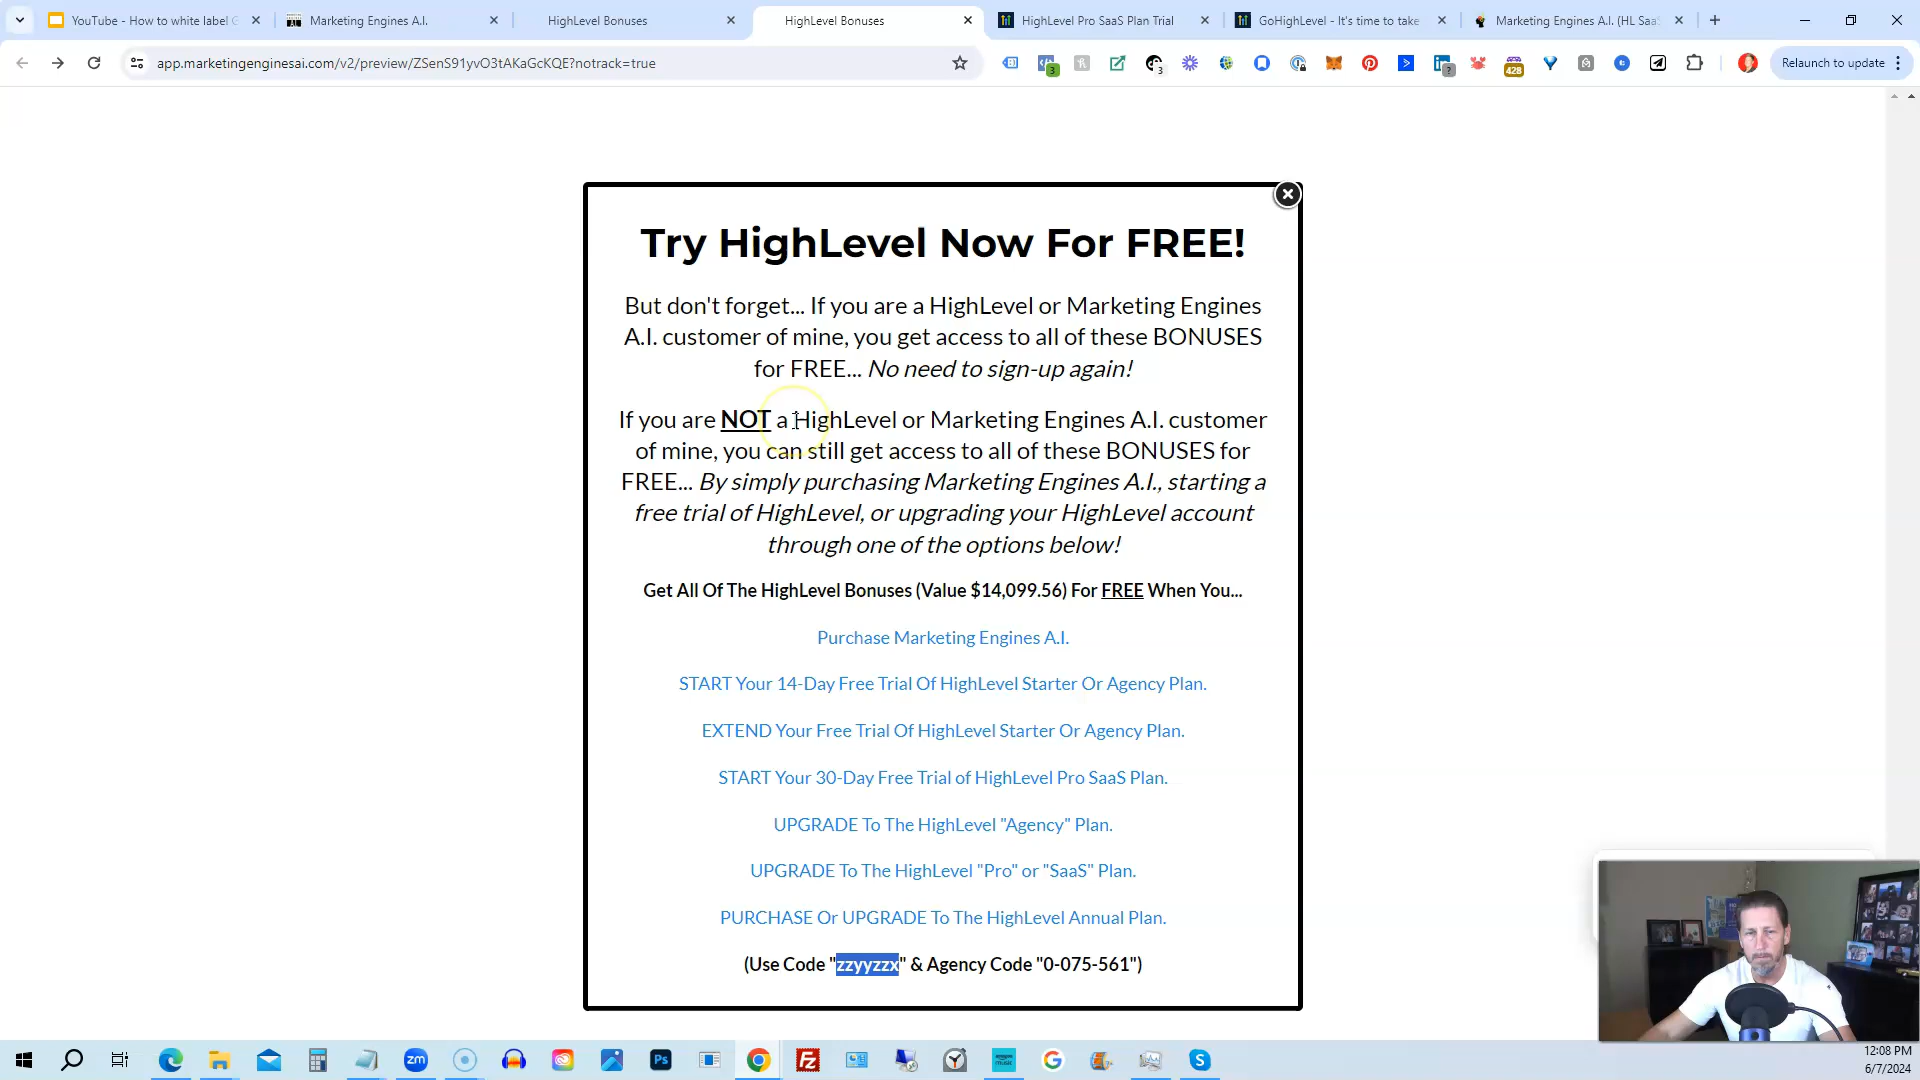 YouTube - How to white label G
Marketing Engines A.I.
HighLevel Bonuses
HighLevel Bonuses
HighLevel Pro SaaS Plan Trial
GoHighLevel - It's time to take
Marketing Engines A.I. (HL SaaS
app.marketingenginesai.com/v2/preview/ZSenS91yvO3tAKaGcKQE?notrack=true
3
3
?
428
Relaunch to update
Try HighLevel Now For FREE!
But don't forget... If you are a HighLevel or Marketing Engines
A.I. customer of mine, you get access to all of these BONUSES
for FREE... No need to sign-up again!
If you are NOT a HighLevel or Marketing Engines A.I. customer
of mine, you can still get access to all of these BONUSES for
FREE... By simply purchasing Marketing Engines A.I., starting a
free trial of HighLevel, or upgrading your HighLevel account
through one of the options below!
Get All Of The HighLevel Bonuses (Value $14,099.56) For FREE When You...
Purchase Marketing Engines A.I.
START Your 14-Day Free Trial Of HighLevel Starter Or Agency Plan.
EXTEND Your Free Trial Of HighLevel Starter Or Agency Plan.
START Your 30-Day Free Trial of HighLevel Pro SaaS Plan.
UPGRADE To The HighLevel "Agency" Plan.
UPGRADE To The HighLevel "Pro" or "SaaS" Plan.
PURCHASE Or UPGRADE To The HighLevel Annual Plan.
(Use Code "zzyyzzx" & Agency Code "0-075-561")
zm
Ps
Fz
G
S
12:08 PM
6/7/2024